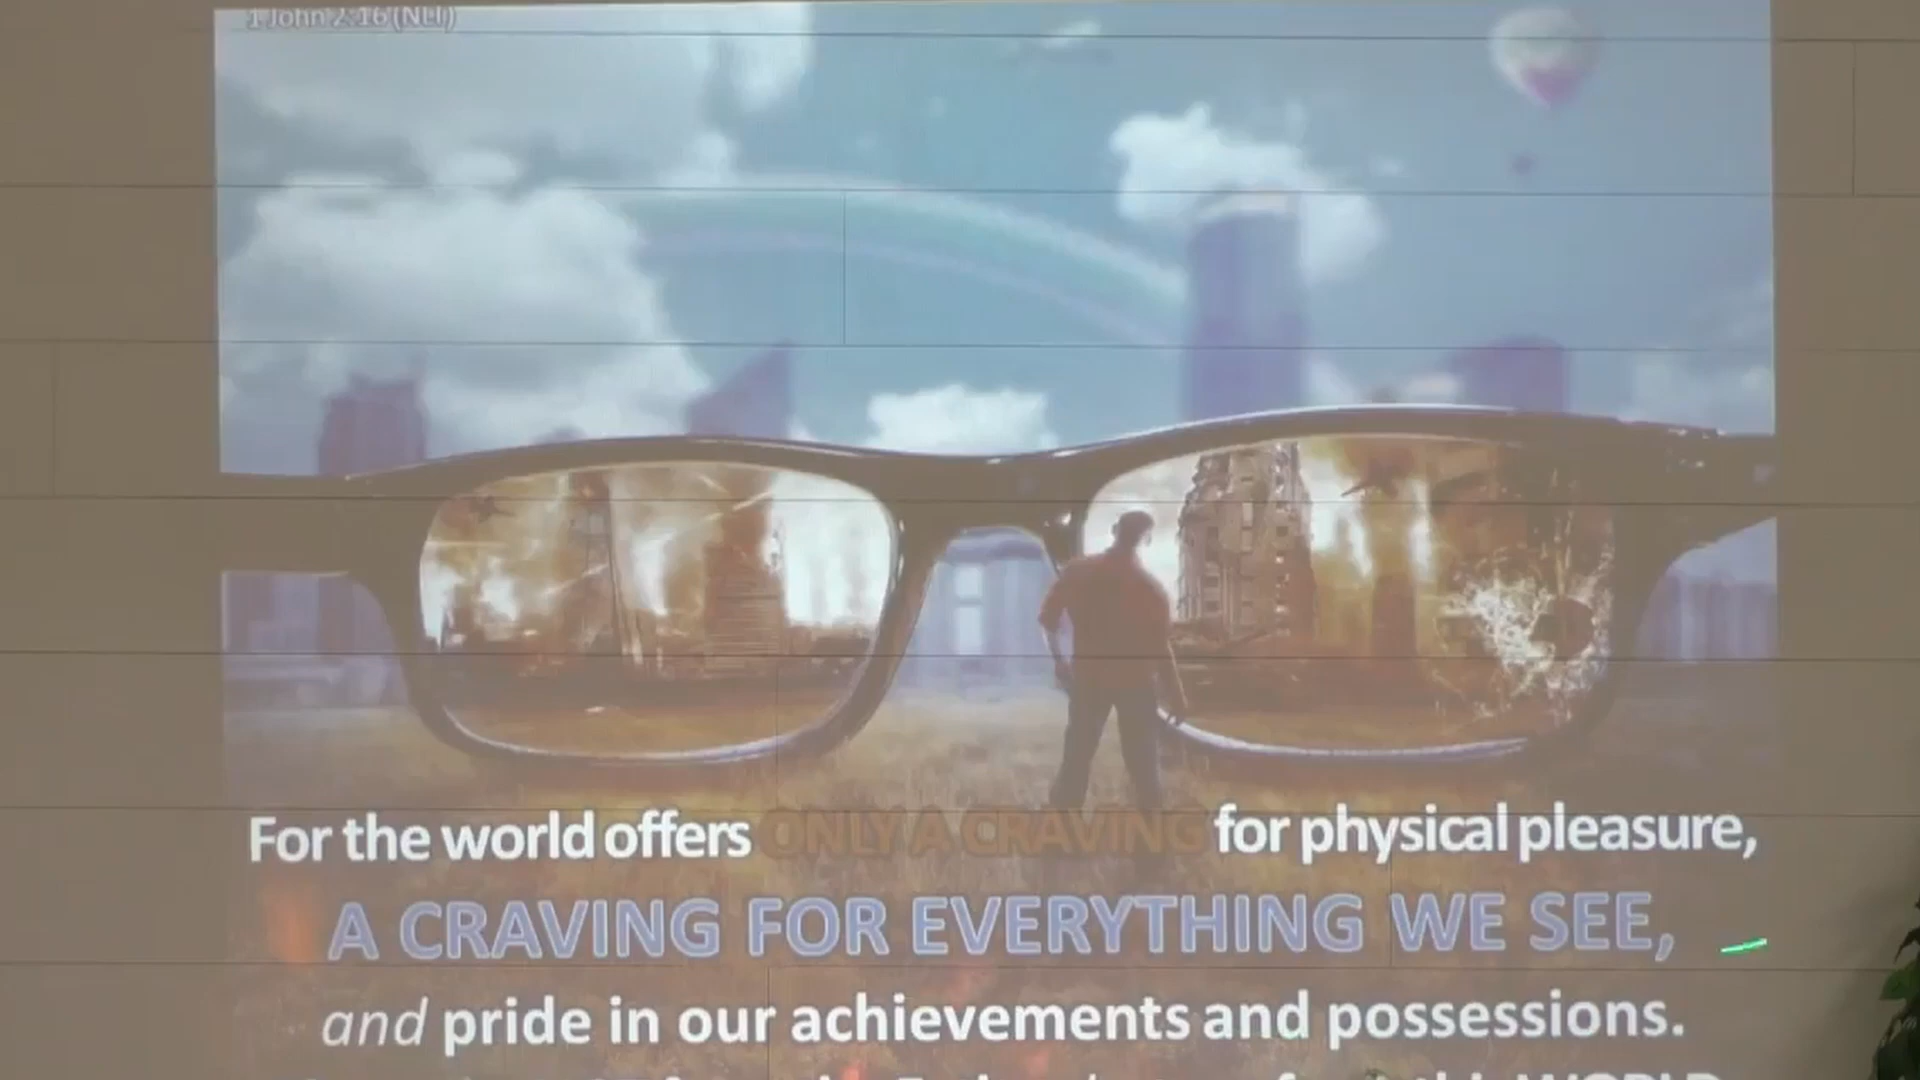 1 John 2:16 (NLT)
For the world offers ONLY A CRAVING for physical pleasure,
A CRAVING FOR EVERYTHING WE SEE,
and pride in our achievements and possessions.